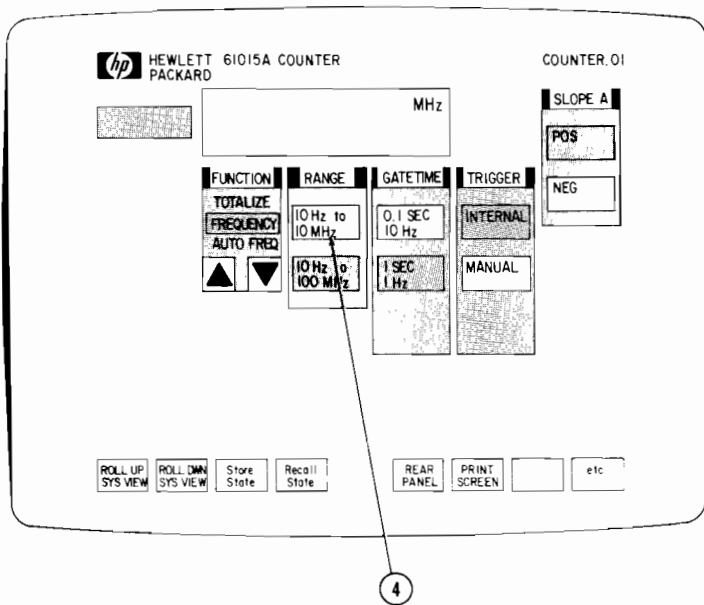 hp HEWLETT 61015A COUNTER
PACKARD
COUNTER.01
MHz
SLOPE A
POS
NEG
FUNCTION
TOTALIZE
FREQUENCY
AUTO FREQ
RANGE
10 Hz to
10 MHz
10 Hz to
100 MHz
GATETIME
0.1 SEC
10 Hz
1 SEC
1 Hz
TRIGGER
INTERNAL
MANUAL
ROLL UP
SYS VIEW
ROLL DWN
SYS VIEW
Store
State
Recall
State
REAR
PANEL
PRINT
SCREEN
etc
4